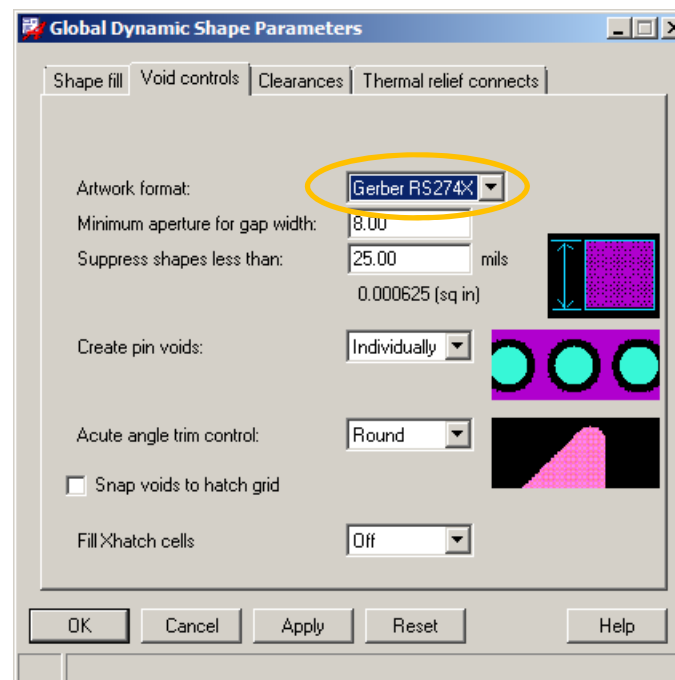 Global Dynamic Shape Parameters
Shape fill Void controls Clearances Thermal relief connects
Artwork format: Gerber RS274X
Minimum aperture for gap width: 8.00
Suppress shapes less than: 25.00 mils
0.000625 (sq in)
Create pin voids: Individually
Acute angle trim control: Round
Snap voids to hatch grid
Fill Xhatch cells Off
OK Cancel Apply Reset Help